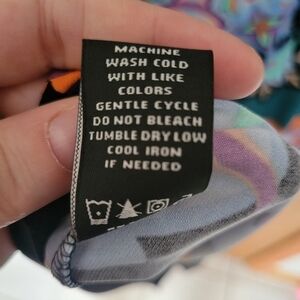 MACHINE
WASH COLD
WITH LIKE
COLORS
GENTLE CYCLE
DO NOT BLEACH
TUMBLE DRY LOW
COOL IRON
IF NEEDED